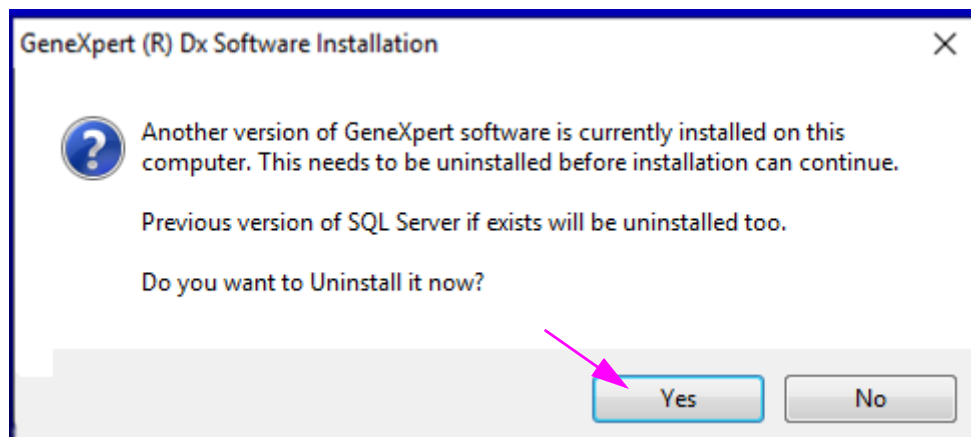 GeneXpert (R) Dx Software Installation
Another version of GeneXpert software is currently installed on this
computer. This needs to be uninstalled before installation can continue.
Previous version of SQL Server if exists will be uninstalled too.
Do you want to Uninstall it now?
Yes
No